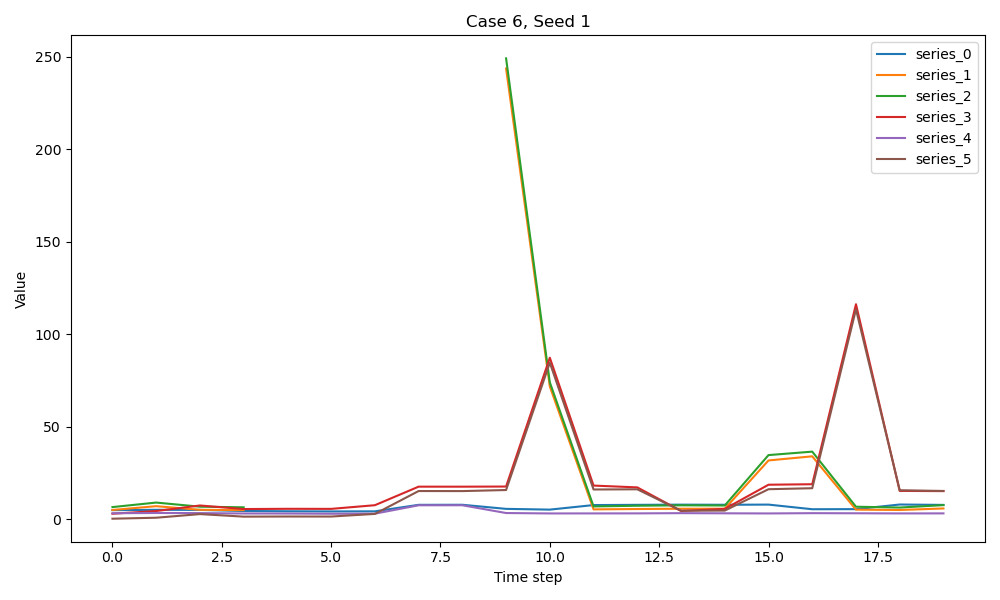 Case 6, Seed 1
series_0
series_1
series_2
series_3
series_4
series_5
250
200
150
100
50
0
Value
0.0 2.5 5.0 7.5 10.0 12.5 15.0 17.5
Time step